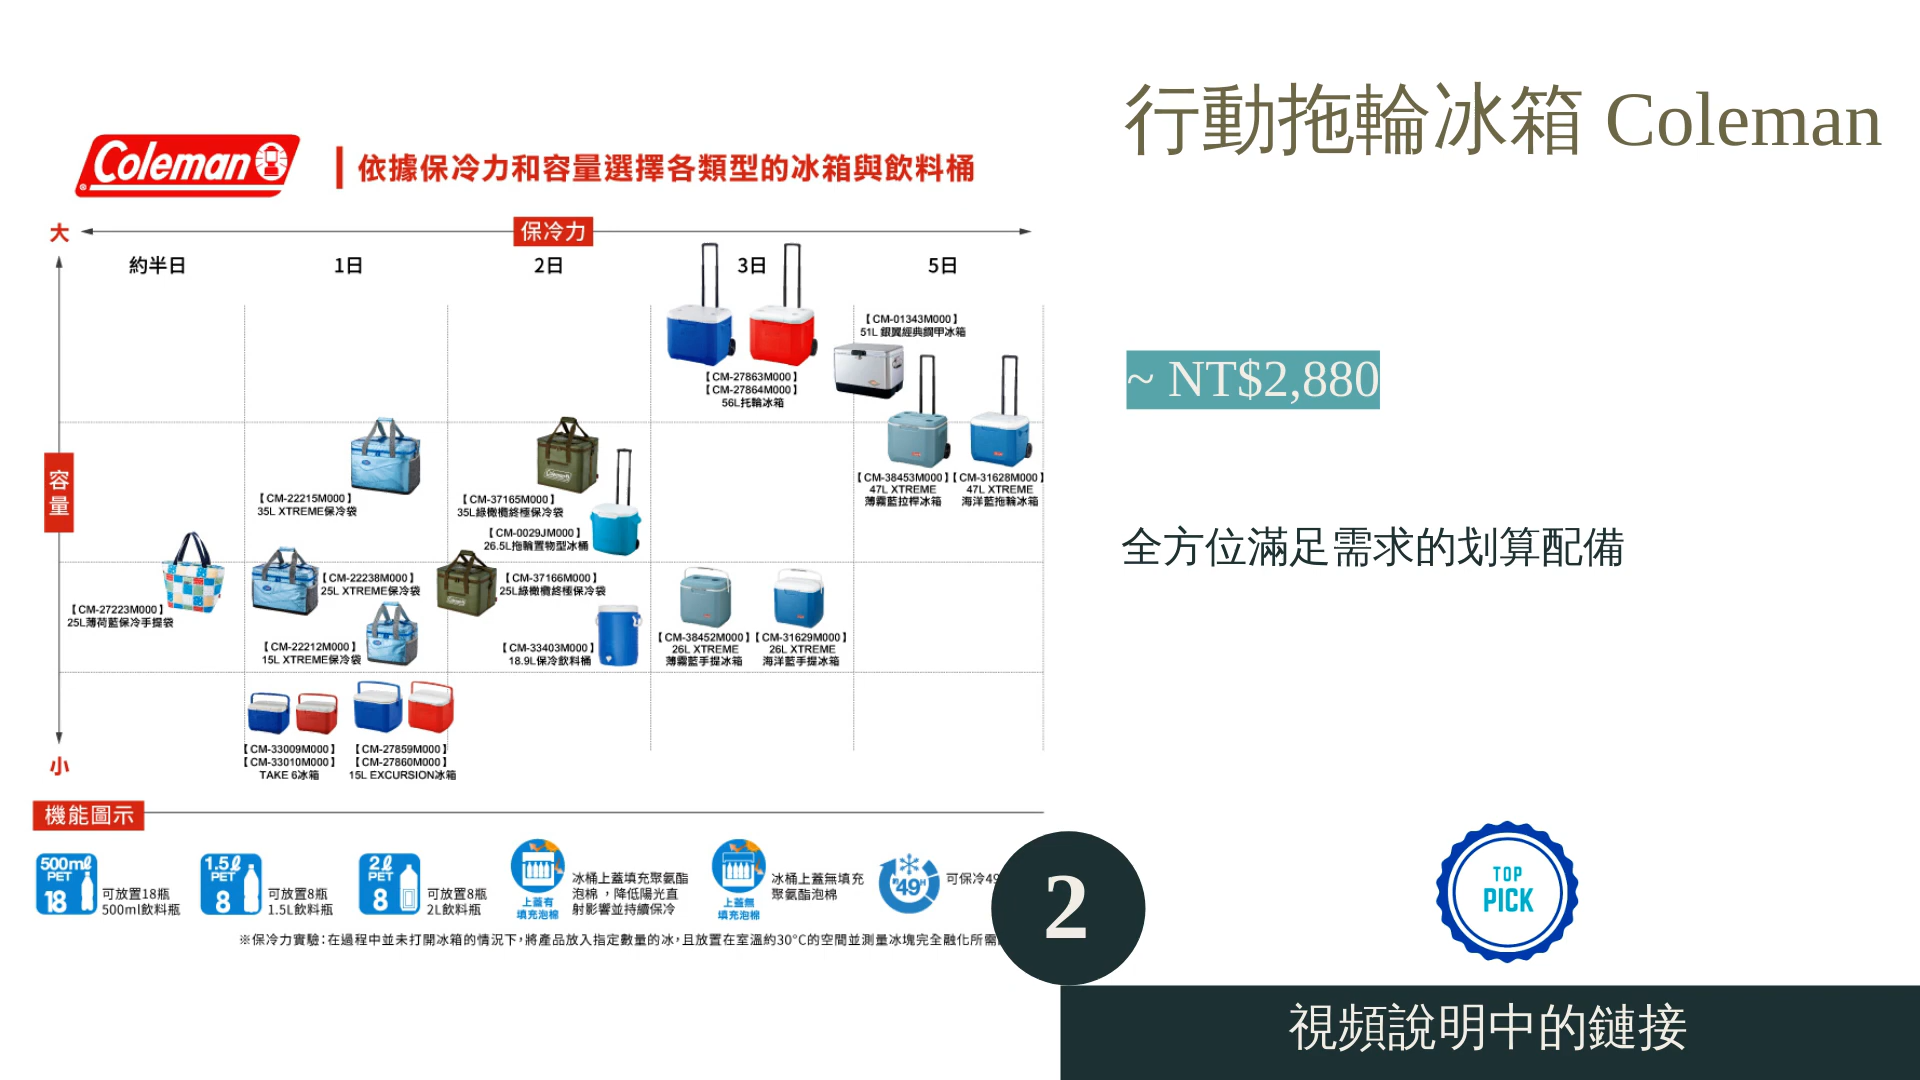 行動拖輪冰箱 Coleman
Coleman
依據保冷力和容量選擇各類型的冰箱與飲料桶
大
保冷力
約半日
1日
2日
3日
5日
容量
小
【CM-27863M000】
【CM-27864M000】
56L托輪冰箱
【CM-01343M000】
51L 銀翼經典鋼甲冰箱
【CM-38453M000】
47L XTREME
薄霧藍拉桿冰箱
【CM-31628M000】
47L XTREME
海洋藍拖輪冰箱
【CM-22215M000】
35L XTREME保冷袋
【CM-37165M000】
35L綠橄欖終極保冷袋
【CM-0029JM000】
26.5L拖輪置物型冰桶
【CM-27223M000】
25L薄荷藍保冷手提袋
【CM-22238M000】
25L XTREME保冷袋
【CM-37166M000】
25L綠橄欖終極保冷袋
【CM-22212M000】
15L XTREME保冷袋
【CM-33403M000】
18.9L保冷飲料桶
【CM-38452M000】
26L XTREME
薄霧藍手提冰箱
【CM-31629M000】
26L XTREME
海洋藍手提冰箱
【CM-33009M000】
【CM-33010M000】
TAKE 6冰箱
【CM-27859M000】
【CM-27860M000】
15L EXCURSION冰箱
機能圖示
500mℓ
PET
18
可放置18瓶
500ml飲料瓶
1.5ℓ
PET
8
可放置8瓶
1.5L飲料瓶
2ℓ
PET
8
可放置8瓶
2L飲料瓶
上蓋有
填充泡棉
冰桶上蓋填充聚氨酯
泡棉，降低陽光直
射影響並持續保冷
上蓋無
填充泡棉
冰桶上蓋無填充
聚氨酯泡棉
49H
可保冷49
※保冷力實驗：在過程中並未打開冰箱的情況下，將產品放入指定數量的冰，且放置在室溫約30°C的空間並測量冰塊完全融化所需
~ NT$2,880
全方位滿足需求的划算配備
2
TOP
PICK
視頻說明中的鏈接